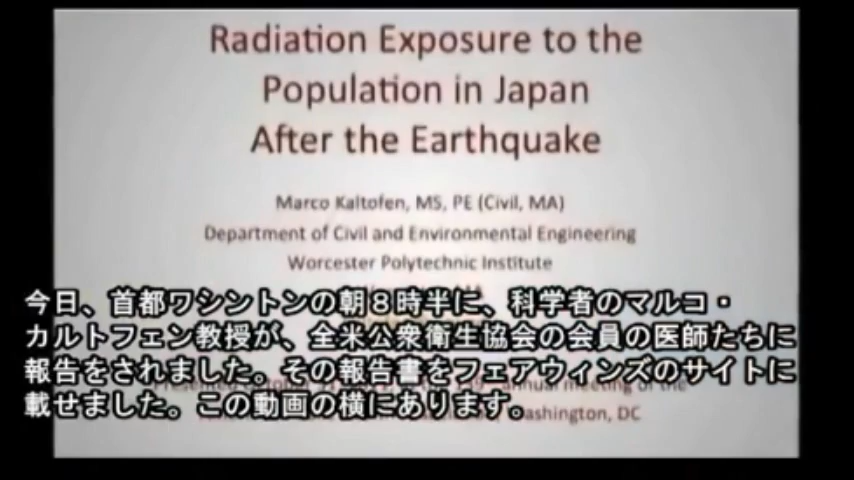 Radiation Exposure to the
Population in Japan
After the Earthquake
Marco Kaltofen, MS, PE (Civil, MA)
Department of Civil and Environmental Engineering
Worcester Polytechnic Institute
今日、首都ワシントンの朝８時半に、科学者のマルコ・
カルトフェン教授が、全米公衆衛生協会の会員の医師たちに
報告をされました。その報告書をフェアウィンズのサイトに
載せました。この動画の横にあります。
annual meeting of the
Washington, DC